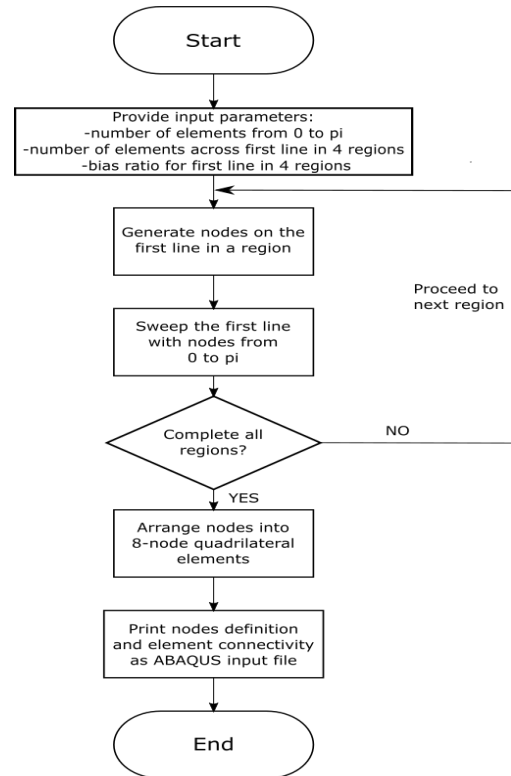 Start
Provide input parameters:
-number of elements from 0 to pi
-number of elements across first line in 4 regions
-bias ratio for first line in 4 regions
Generate nodes on the
first line in a region
Proceed to
next region
Sweep the first line
with nodes from
0 to pi
Complete all
regions?
NO
YES
Arrange nodes into
8-node quadrilateral
elements
Print nodes definition
and element connectivity
as ABAQUS input file
End